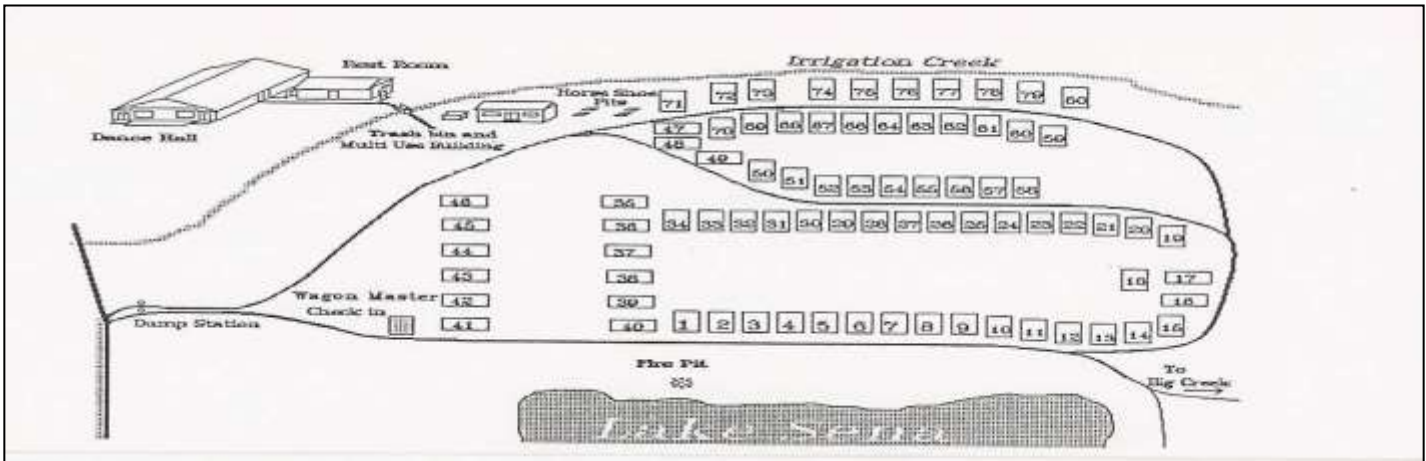 Irrigation Creek
Rest Room
Horse Shoe
Pits
Dance Hall
Trash bin and
Multi Use Building
71 72 73 74 75 76 77 78 79
47 69 68 67 66 64 63 62 61 60 59
48
49
50 51 52 53 54 55 56 57 58
46 35
45 36
34 33 32 31 30 29 28 26 25 24 23 22 21 20 19
44 37
43 38
17
16
Wagon Master
Check in
42 39
41 40
1 2 3 4 5 6 7 8 9 10 11 12 13 14 15
Dump Station
Fire Pit
To
Big Creek
Lake Sena